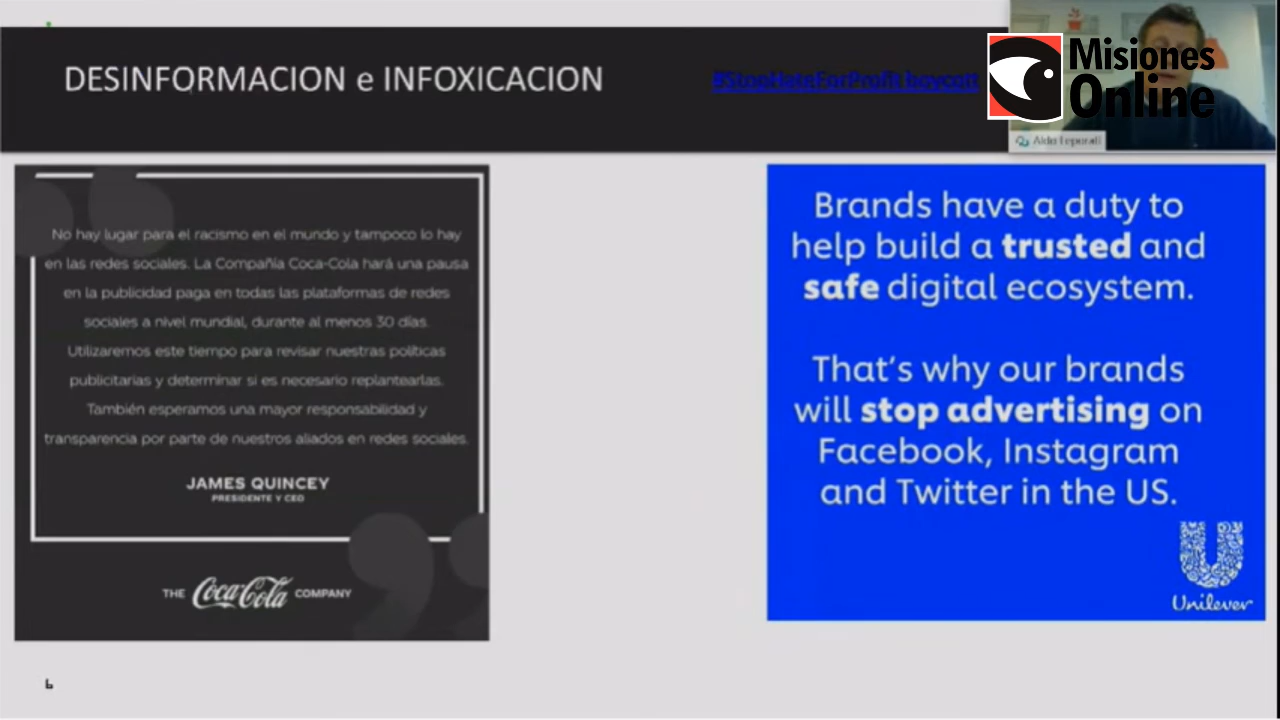 DESINFORMACION e INFOXICACION
#StopHateForProfit boycott
Misiones
Online
No hay lugar para el racismo en el mundo y tampoco lo hay
en las redes sociales. La Compañía Coca-Cola hará una pausa
en la publicidad paga en todas las plataformas de redes
sociales a nivel mundial, durante al menos 30 días.
Utilizaremos este tiempo para revisar nuestras políticas
publicitarias y determinar si es necesario replantearlas.
También esperamos una mayor responsabilidad y
transparencia por parte de nuestros aliados en redes sociales.
JAMES QUINCEY
PRESIDENTE Y CEO
THE Coca-Cola COMPANY
Brands have a duty to
help build a trusted and
safe digital ecosystem.
That's why our brands
will stop advertising on
Facebook, Instagram
and Twitter in the US.
Unilever